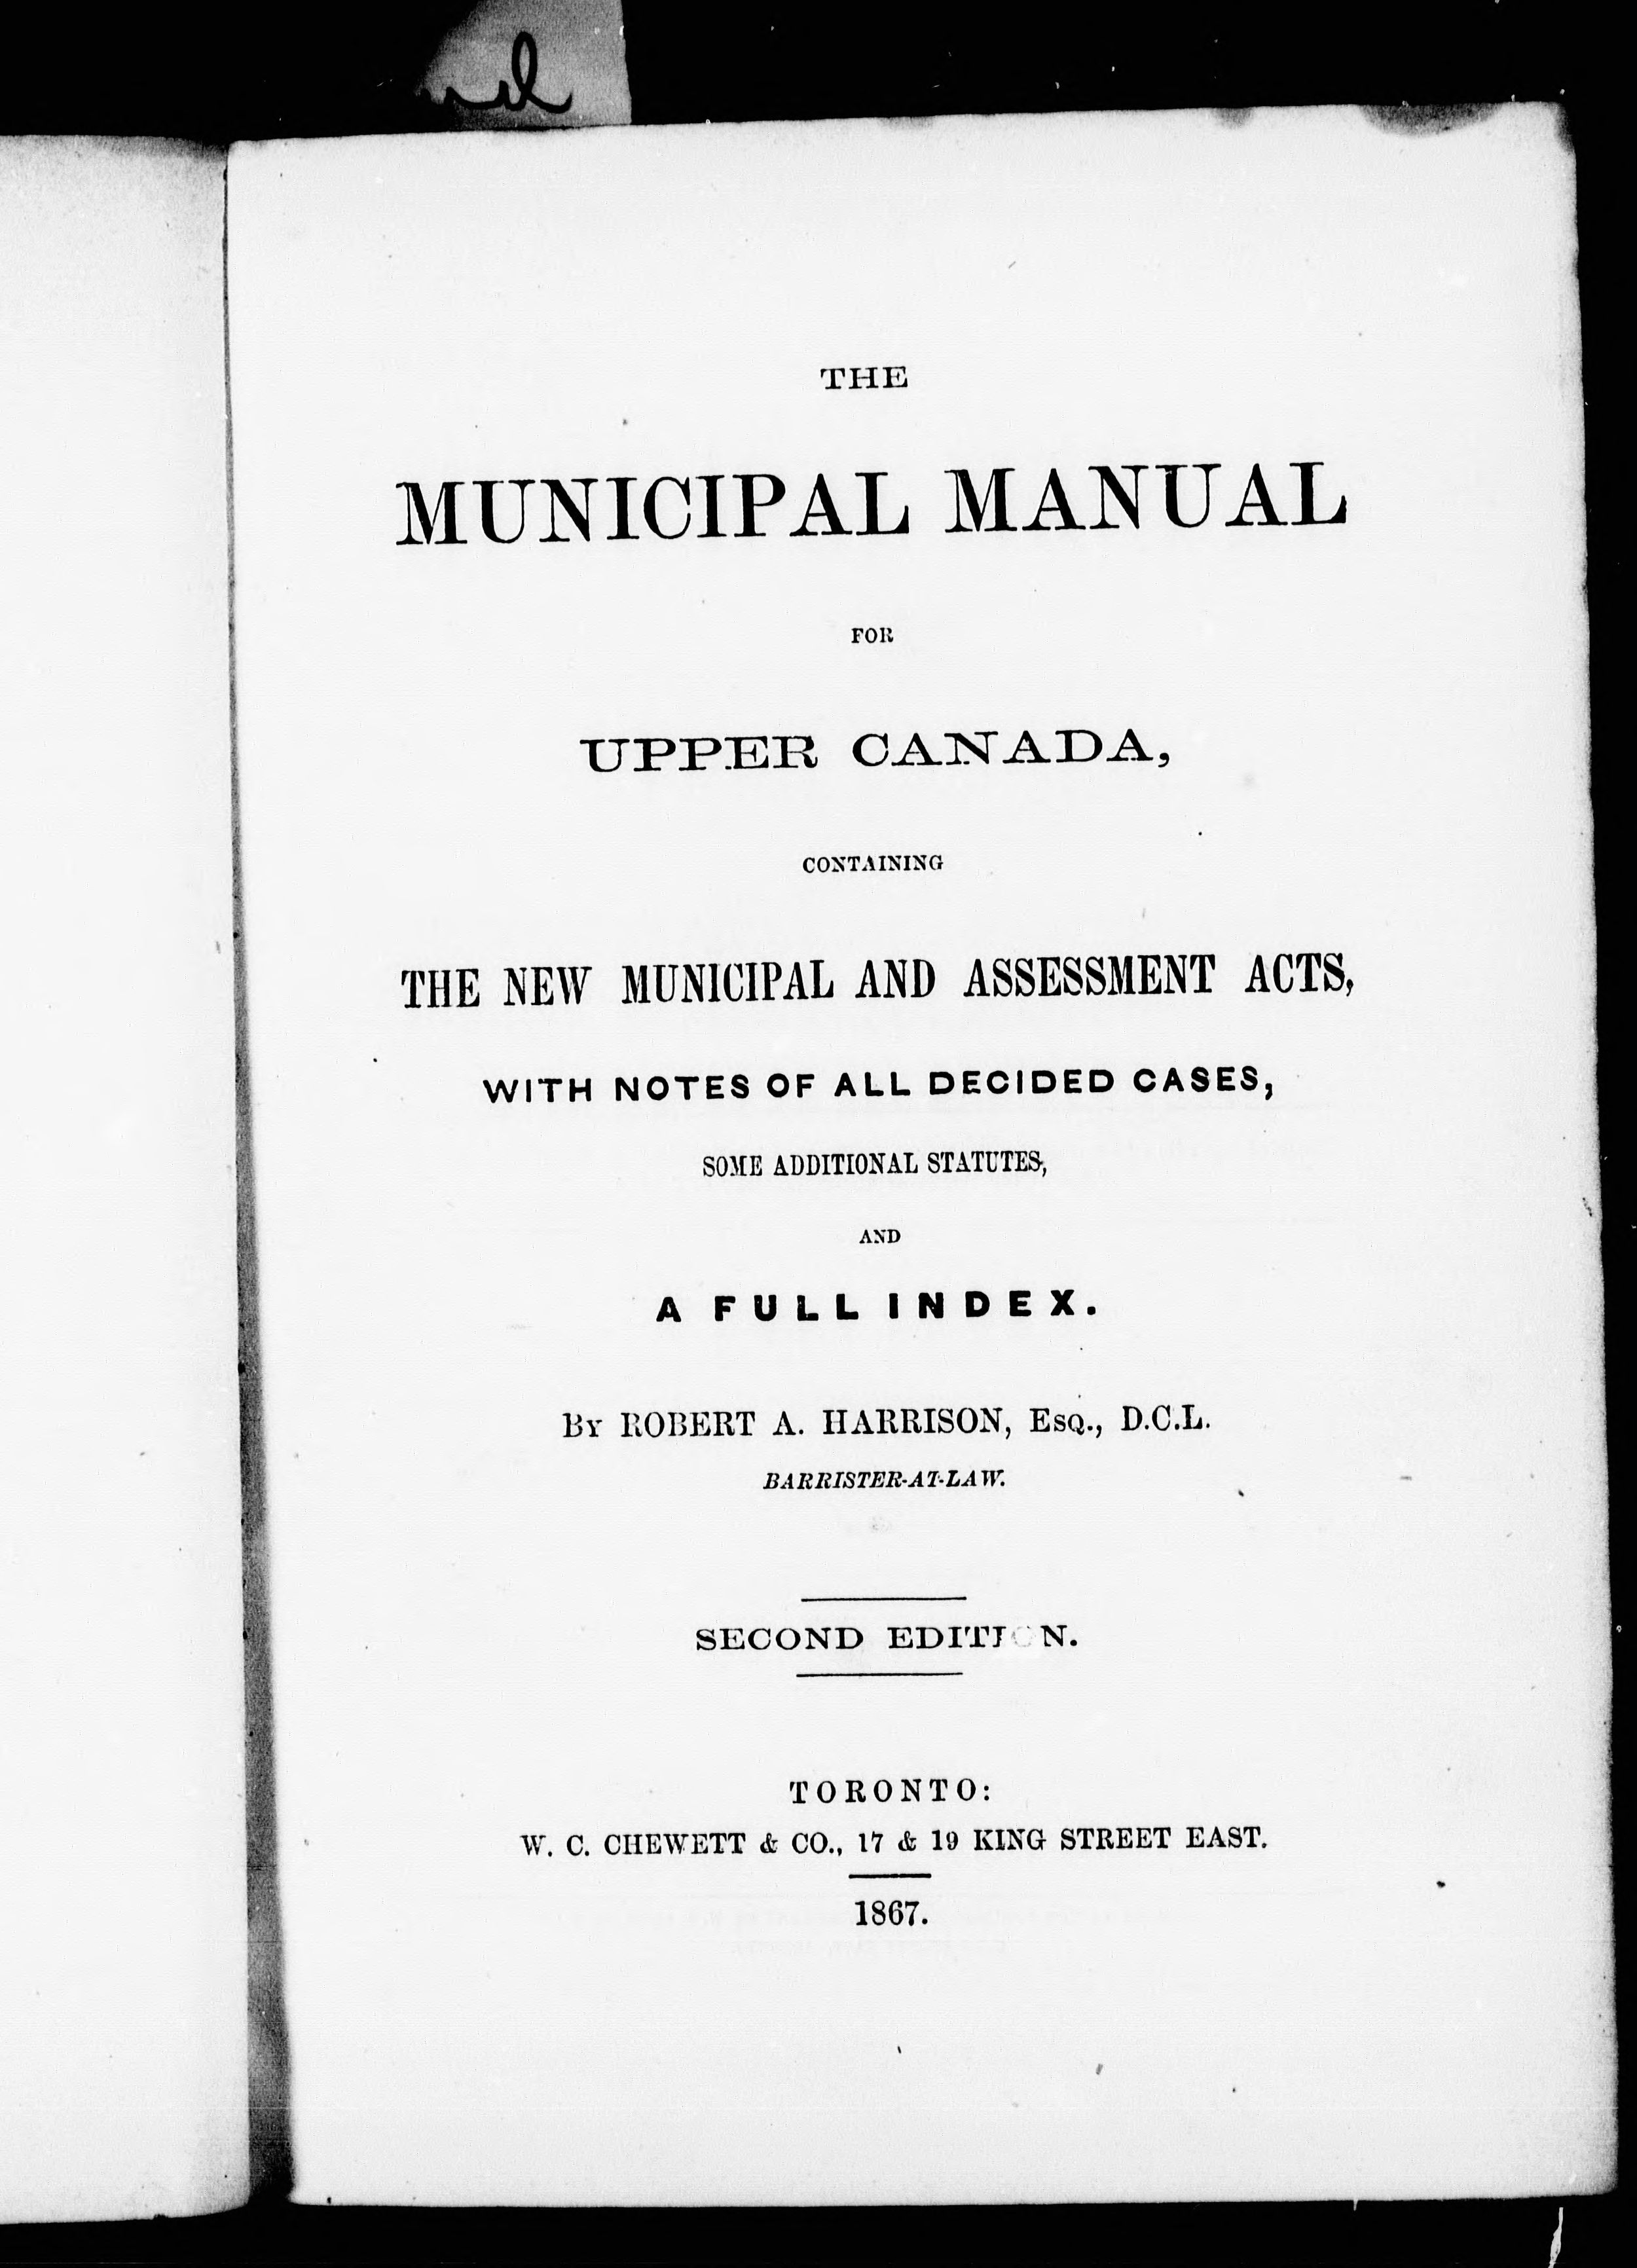 THE
MUNICIPAL MANUAL
FOR
UPPER CANADA,
CONTAINING
THE NEW MUNICIPAL AND ASSESSMENT ACTS,
WITH NOTES OF ALL DECIDED CASES,
SOME ADDITIONAL STATUTES,
AND
A FULL INDEX.
BY ROBERT A. HARRISON, ESQ., D.C.L.
BARRISTER-AT-LAW.
SECOND EDITION.
TORONTO:
W. C. CHEWETT & CO., 17 & 19 KING STREET EAST.
1867.